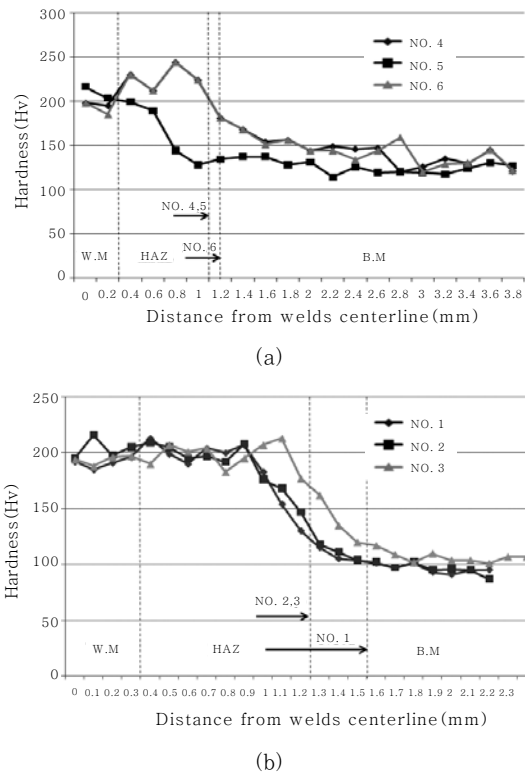 300
250
200
150
100
50
0
Hardness(Hv)
NO. 4
NO. 5
NO. 6
NO. 4,5
NO. 6
W.M HAZ B.M
0 0.2 0.4 0.6 0.8 1 1.2 1.4 1.6 1.8 2 2.2 2.4 2.6 2.8 3 3.2 3.4 3.6 3.8
Distance from welds centerline(mm)
(a)
250
200
150
100
50
0
Hardness(Hv)
NO. 1
NO. 2
NO. 3
NO. 2,3
NO. 1
W.M HAZ B.M
0 0.1 0.2 0.3 0.4 0.5 0.6 0.7 0.8 0.9 1 1.1 1.2 1.3 1.4 1.5 1.6 1.7 1.8 1.9 2 2.1 2.2 2.3
Distance from welds centerline(mm)
(b)